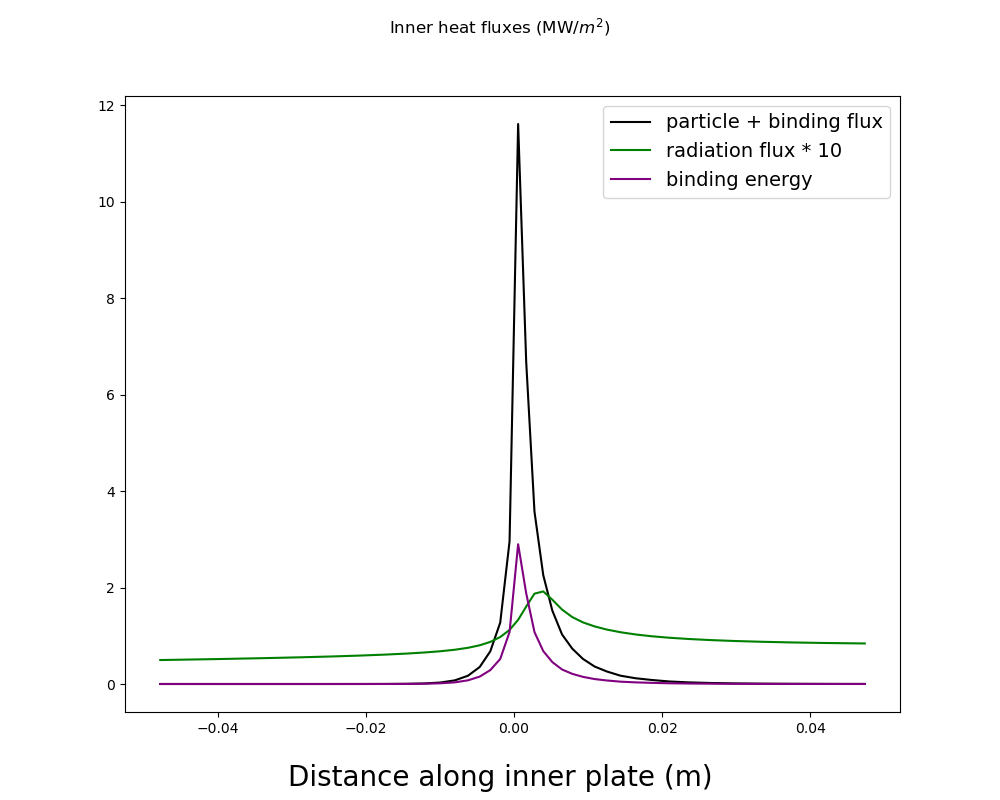 Inner heat fluxes (MW/m²)
12
10
8
6
4
2
0
particle + binding flux
radiation flux * 10
binding energy
−0.04 −0.02 0.00 0.02 0.04
Distance along inner plate (m)